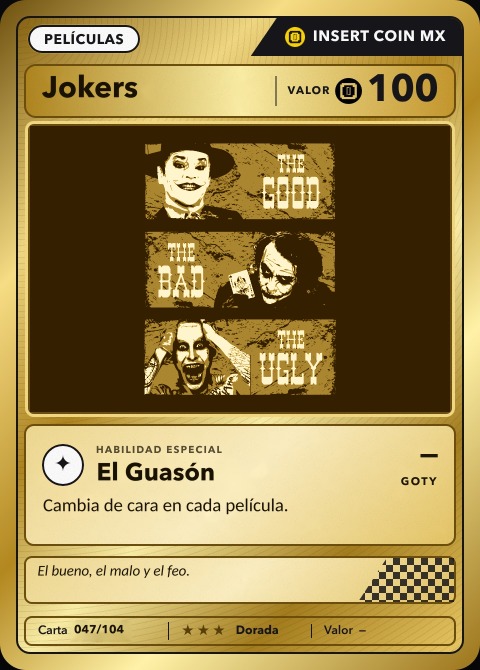 PELÍCULAS
INSERT COIN MX
Jokers
VALOR 100
THE
GOOD
THE
BAD
THE
UGLY
HABILIDAD ESPECIAL
El Guasón
–
GOTY
Cambia de cara en cada película.
El bueno, el malo y el feo.
Carta 047/104 ★ ★ ★ Dorada Valor –